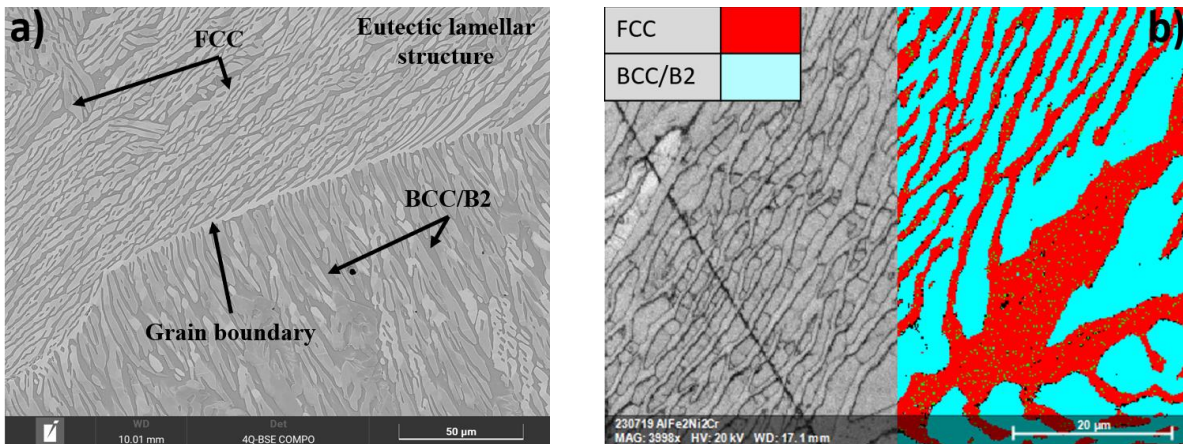 a)
FCC
Eutectic lamellar
structure
BCC/B2
Grain boundary
WD
10.01 mm
Det
4Q-BSE COMPO
50 µm
FCC
BCC/B2
b)
230719 AlFe2Ni2Cr
MAG: 3998x HV: 20 kV WD: 17.1 mm
20 µm